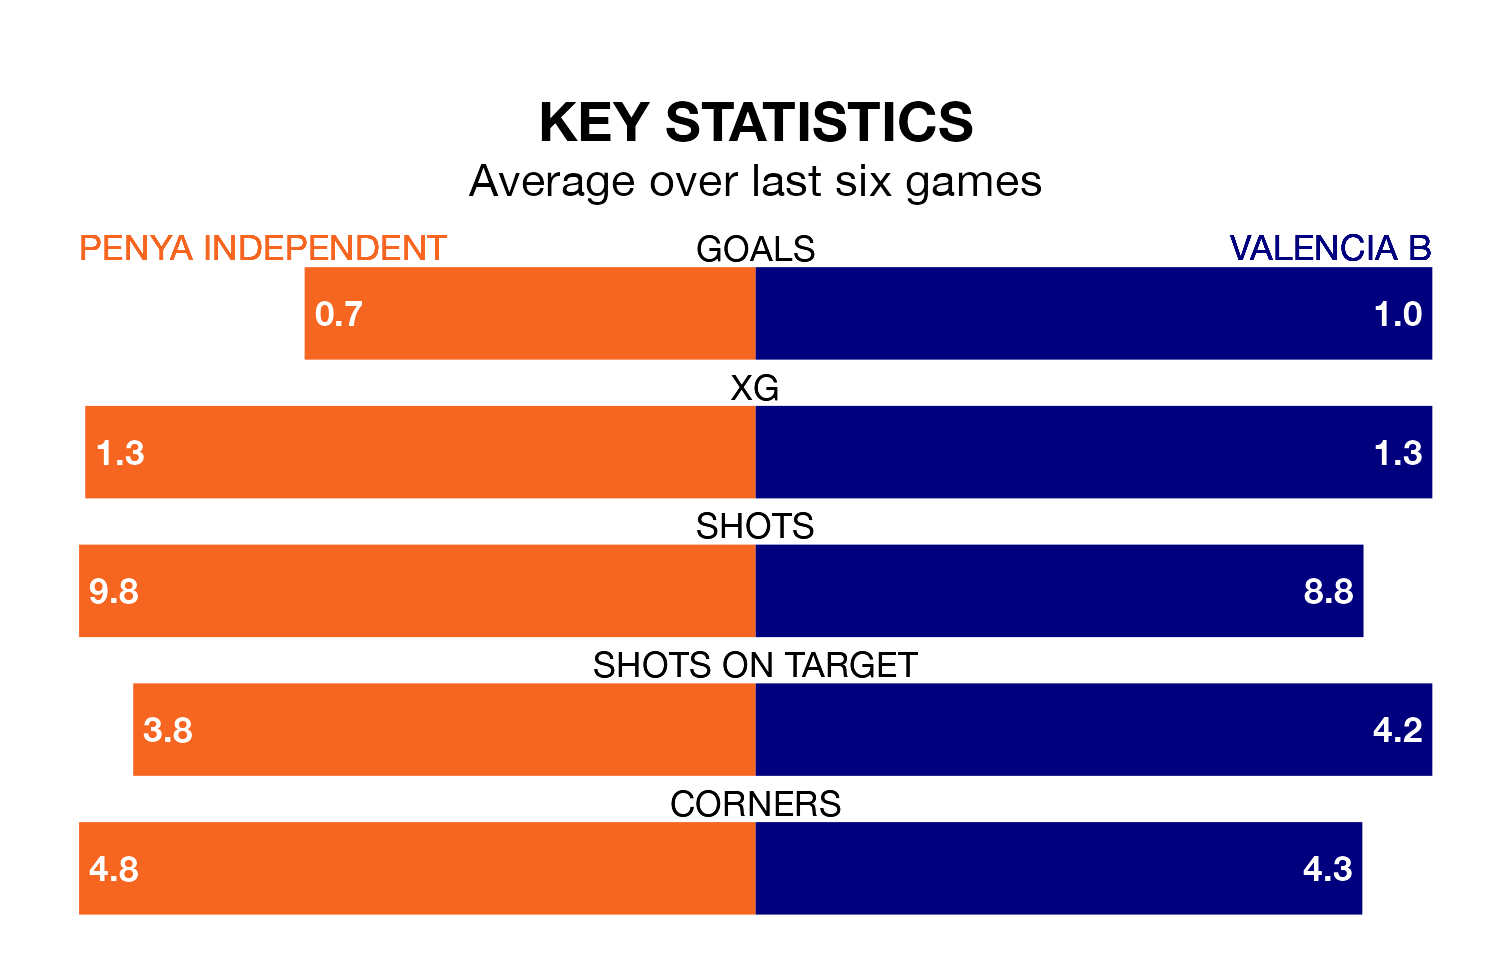 KEY STATISTICS
Average over last six games
PENYA INDEPENDENT GOALS VALENCIA B
0.7 1.0
XG
1.3 1.3
SHOTS
9.8 8.8
SHOTS ON TARGET
3.8 4.2
CORNERS
4.8 4.3